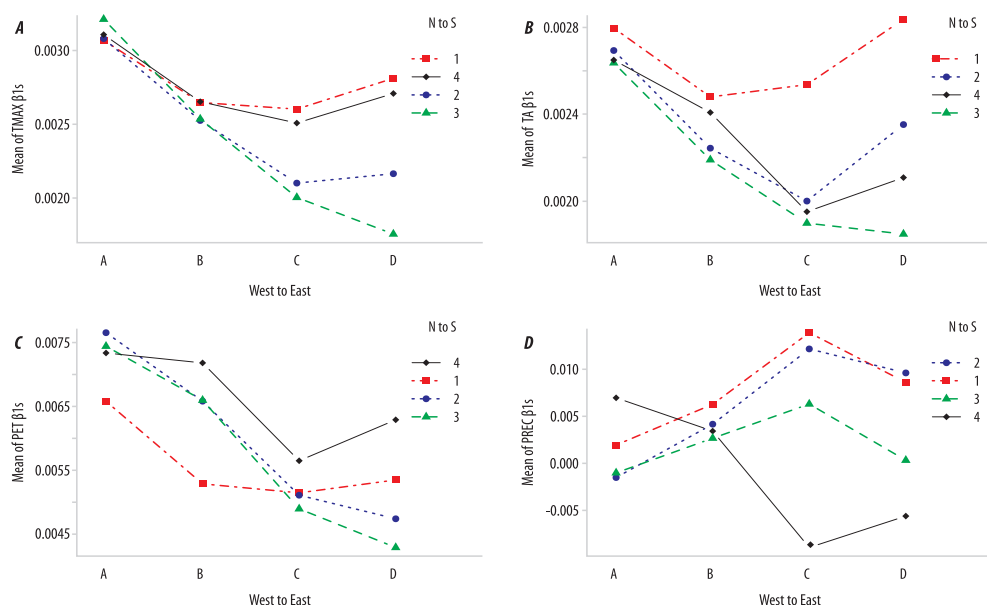 A
N to S
1
4
2
3
0.0030
0.0025
0.0020
Mean of TMAX β1s
A B C D
West to East
B
N to S
1
2
4
3
0.0028
0.0024
0.0020
Mean of TA β1s
A B C D
West to East
C
N to S
4
1
2
3
0.0075
0.0065
0.0055
0.0045
Mean of PET β1s
A B C D
West to East
D
N to S
2
1
3
4
0.010
0.005
0.000
-0.005
Mean of PREC β1s
A B C D
West to East